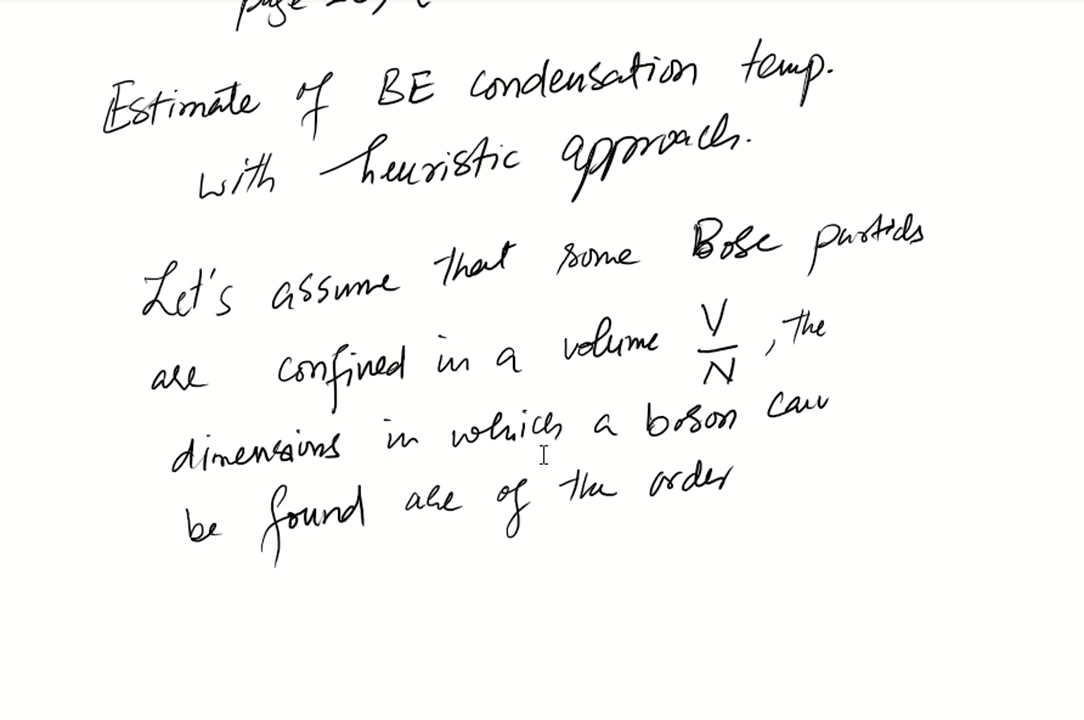 Estimate of BE condensation temp.
with heuristic approach.
Let's assume that some Bose particls
are confined in a volume V/N, the
dimensions in which a boson can
be found are of the order